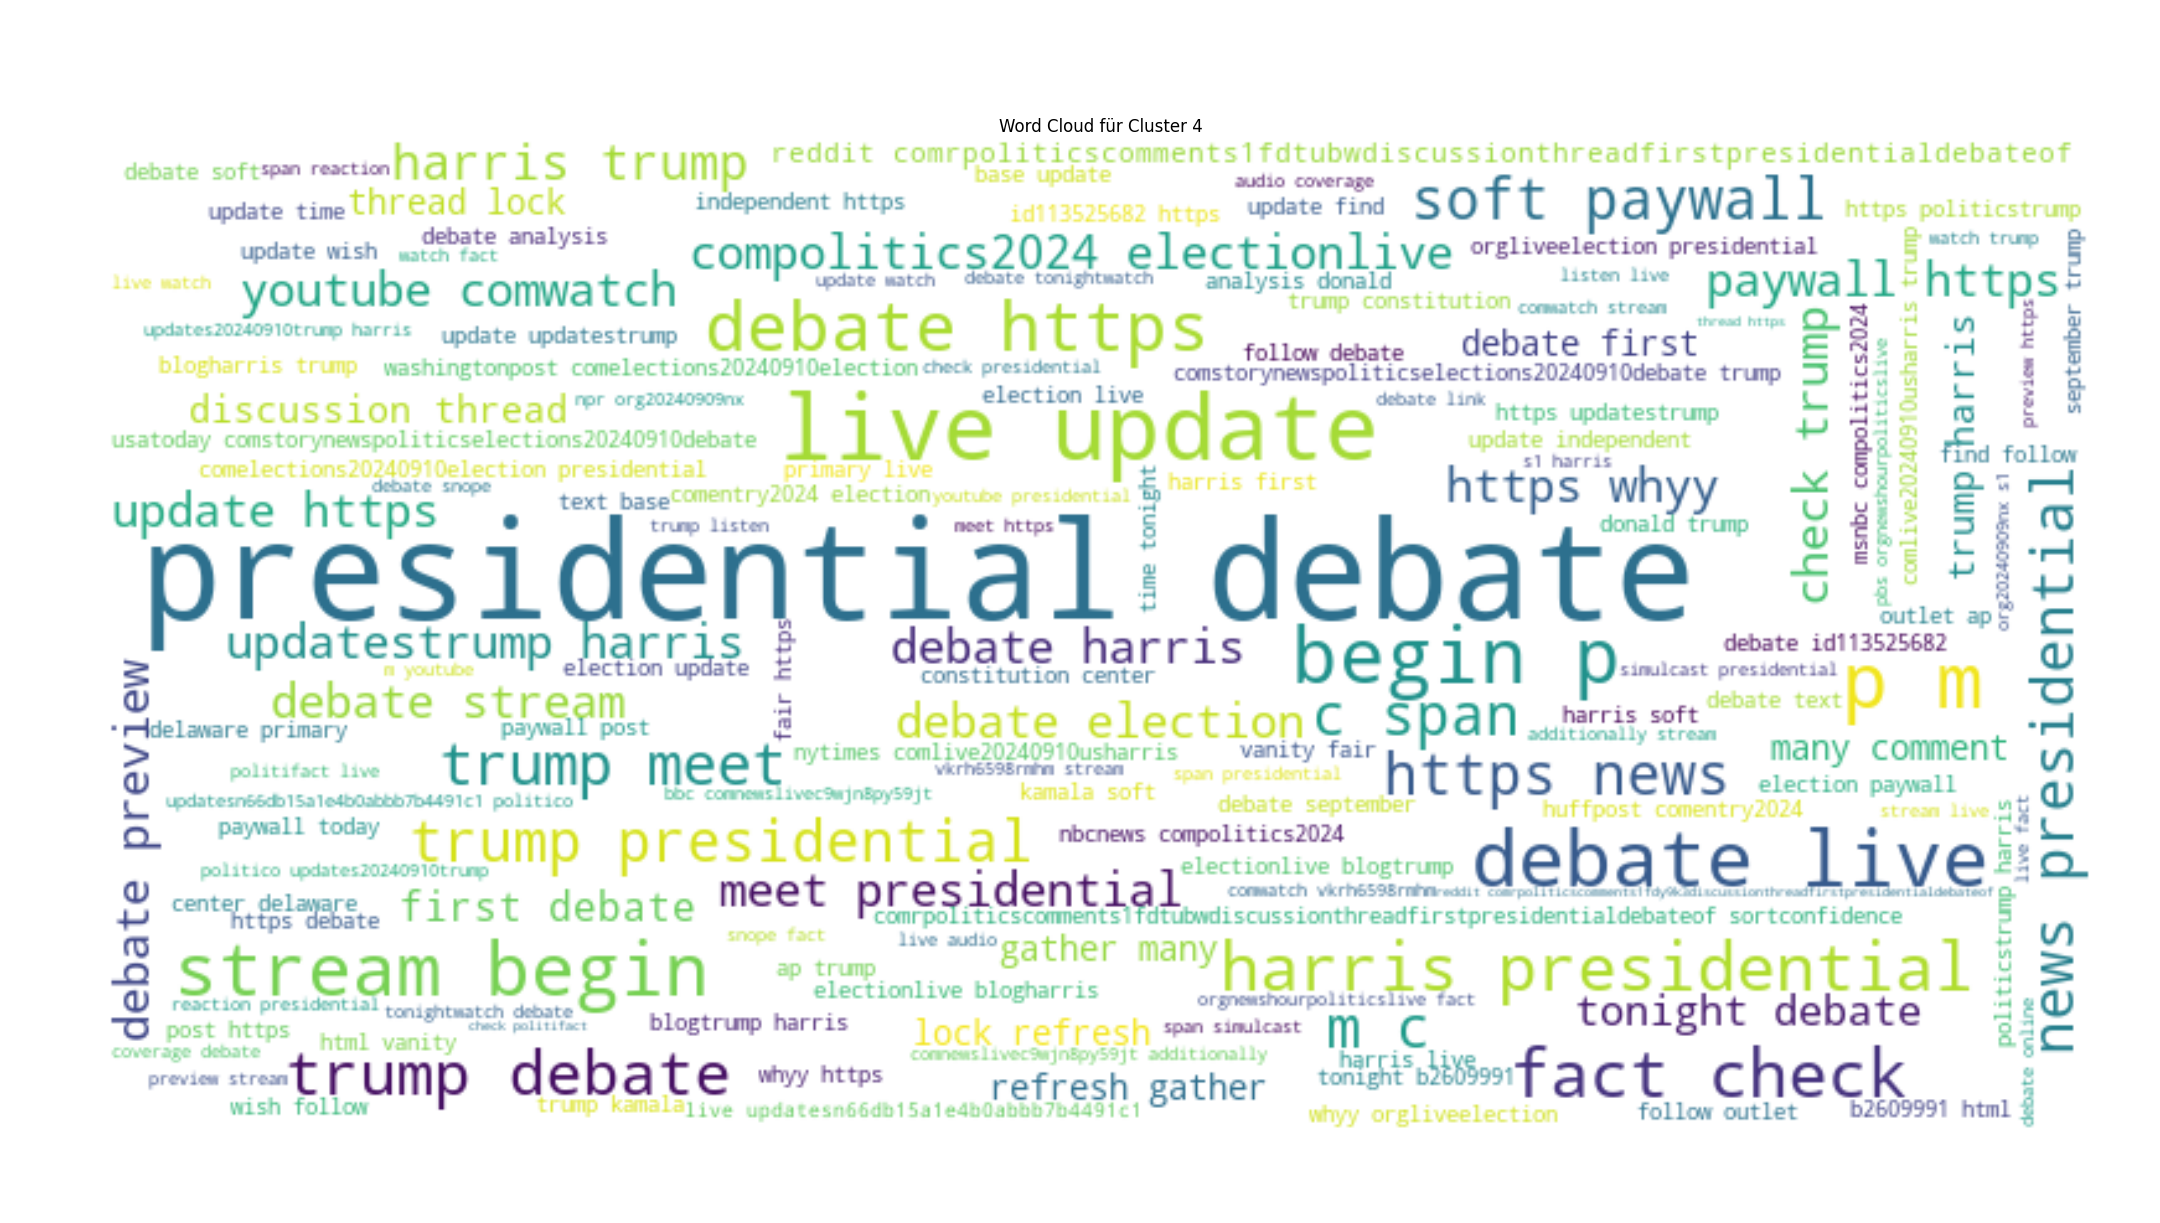 Word Cloud für Cluster 4
harris trump
reddit comrpoliticscomments1fdtubwdiscussionthreadfirstpresidentialdebateof
debate soft
span reaction
base update
audio coverage
soft paywall
update time
thread lock
independent https
id113525682 https
update find
https politicstrump
update wish
debate analysis
watch fact
compolitics2024 electionlive
orgliveelection presidential
watch trump
september trump
live watch
youtube comwatch
update watch
debate tonightwatch
analysis donald
listen live
paywall https
updates20240910trump harris
update updatestrump
debate https
trump constitution
comwatch stream
thread https
check trump
msnbc compolitics2024
pbs orgnewshourpoliticslive
comlive20240910usharris trump
trump harris
preview https
blogharris trump
washingtonpost comelections20240910election
check presidential
follow debate
debate first
comstorynewspoliticselections20240910debate trump
discussion thread
npr org20240909nx
live update
election live
debate link
https updatestrump
usatoday comstorynewspoliticselections20240910debate
update independent
comelections20240910election presidential
primary live
s1 harris
find follow
debate snope
text base
comentry2024 election
youtube presidential
time tonight
harris first
https whyy
org20240909nx s1
news presidential
update https
trump listen
meet https
donald trump
presidential debate
outlet ap
updatestrump harris
fair https
debate harris
begin p
debate id113525682
debate preview
m youtube
election update
constitution center
simulcast presidential
p m
debate stream
debate election
c span
harris soft
debate text
delaware primary
paywall post
additionally stream
trump meet
nytimes comlive20240910usharris
vanity fair
many comment
politifact live
vkrh6598rmhm stream
span presidential
https news
election paywall
updatesn66db15a1e4b0abbb7b4491c1 politico
bbc comnewslivec9wjn8py59jt
kamala soft
debate september
huffpost comentry2024
stream live
live fact
paywall today
trump presidential
nbcnews compolitics2024
debate live
politicstrump harris
politico updates20240910trump
electionlive blogtrump
meet presidential
comwatch vkrh6598rmhm
reddit comrpoliticscomments1fdy9kadiscussionthreadfirstpresidentialdebateof
center delaware
https debate
first debate
comrpoliticscomments1fdtubwdiscussionthreadfirstpresidentialdebateof sortconfidence
snope fact
live audio
gather many
harris presidential
stream begin
ap trump
electionlive blogharris
reaction presidential
tonightwatch debate
orgnewshourpoliticslive fact
tonight debate
debate online
post https
check politifact
blogtrump harris
lock refresh
span simulcast
m c
html vanity
coverage debate
comnewslivec9wjn8py59jt additionally
harris live
preview stream
trump debate
whyy https
refresh gather
tonight b2609991
fact check
wish follow
trump kamala
live updatesn66db15a1e4b0abbb7b4491c1
whyy orgliveelection
follow outlet
b2609991 html